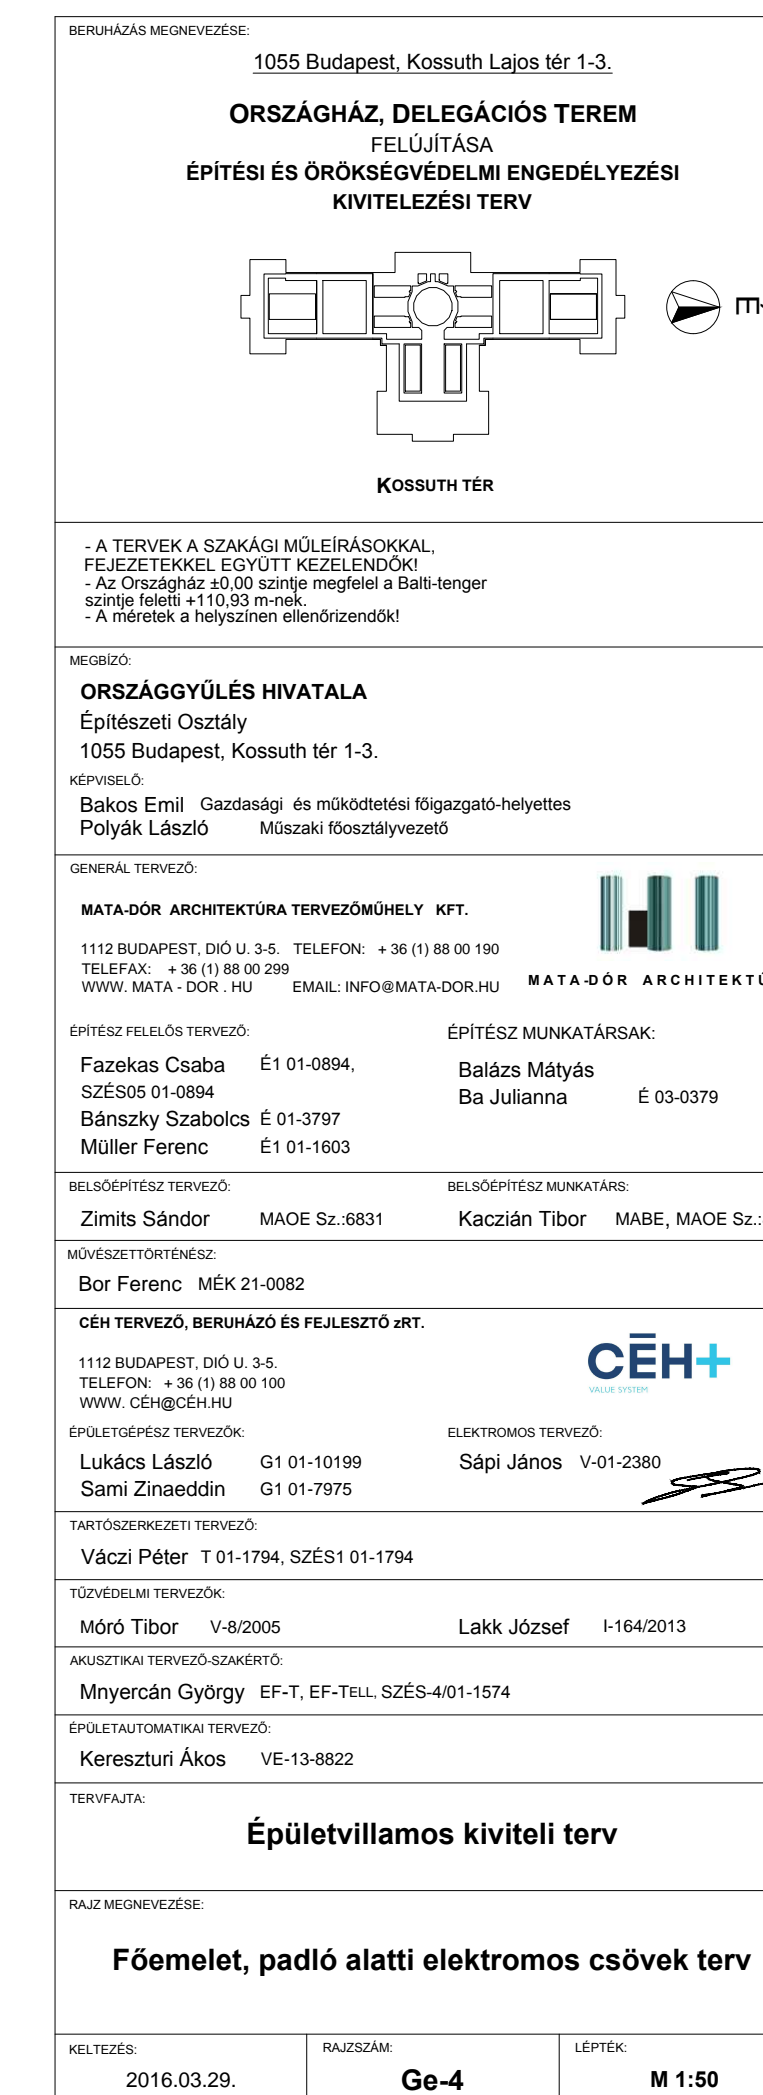 BERUHÁZÁS MEGNEVEZÉSE:
1055 Budapest, Kossuth Lajos tér 1-3.
ORSZÁGHÁZ, DELEGÁCIÓS TEREM
FELÚJÍTÁSA
ÉPÍTÉSI ÉS ÖRÖKSÉGVÉDELMI ENGEDÉLYEZÉSI
KIVITELEZÉSI TERV
É
KOSSUTH TÉR
- A TERVEK A SZAKÁGI MŰLEÍRÁSOKKAL,
FEJEZETEKKEL EGYÜTT KEZELENDŐK!
- Az Országház ±0,00 szintje megfelel a Balti-tenger
szintje feletti +110,93 m-nek.
- A méretek a helyszínen ellenőrizendők!
MEGBÍZÓ:
ORSZÁGGYŰLÉS HIVATALA
Építészeti Osztály
1055 Budapest, Kossuth tér 1-3.
KÉPVISELŐ:
Bakos Emil Gazdasági és működtetési főigazgató-helyettes
Polyák László Műszaki főosztályvezető
GENERÁL TERVEZŐ:
MATA-DÓR ARCHITEKTÚRA TERVEZŐMŰHELY KFT.
1112 BUDAPEST, DIÓ U. 3-5. TELEFON: + 36 (1) 88 00 190
TELEFAX: + 36 (1) 88 00 299
WWW. MATA - DOR . HU EMAIL: INFO@MATA-DOR.HU
MATA-DÓR ARCHITEKTÚ
ÉPÍTÉSZ FELELŐS TERVEZŐ: ÉPÍTÉSZ MUNKATÁRSAK:
Fazekas Csaba É1 01-0894, Balázs Mátyás
SZÉS05 01-0894 Ba Julianna É 03-0379
Bánszky Szabolcs É 01-3797
Müller Ferenc É1 01-1603
BELSŐÉPÍTÉSZ TERVEZŐ: BELSŐÉPÍTÉSZ MUNKATÁRS:
Zimits Sándor MAOE Sz.:6831 Kaczián Tibor MABE, MAOE Sz.:
MŰVÉSZETTÖRTÉNÉSZ:
Bor Ferenc MÉK 21-0082
CÉH TERVEZŐ, BERUHÁZÓ ÉS FEJLESZTŐ zRT.
1112 BUDAPEST, DIÓ U. 3-5.
TELEFON: + 36 (1) 88 00 100
WWW. CÉH@CÉH.HU
CĒH+
VALUE SYSTEM
ÉPÜLETGÉPÉSZ TERVEZŐK: ELEKTROMOS TERVEZŐ:
Lukács László G1 01-10199 Sápi János V-01-2380
Sami Zinaeddin G1 01-7975
TARTÓSZERKEZETI TERVEZŐ:
Váczi Péter T 01-1794, SZÉS1 01-1794
TŰZVÉDELMI TERVEZŐK:
Móró Tibor V-8/2005 Lakk József I-164/2013
AKUSZTIKAI TERVEZŐ-SZAKÉRTŐ:
Mnyercán György EF-T, EF-TELL, SZÉS-4/01-1574
ÉPÜLETAUTOMATIKAI TERVEZŐ:
Kereszturi Ákos VE-13-8822
TERVFAJTA:
Épületvillamos kiviteli terv
RAJZ MEGNEVEZÉSE:
Főemelet, padló alatti elektromos csövek terv
KELTEZÉS: RAJZSZÁM: LÉPTÉK:
2016.03.29. Ge-4 M 1:50